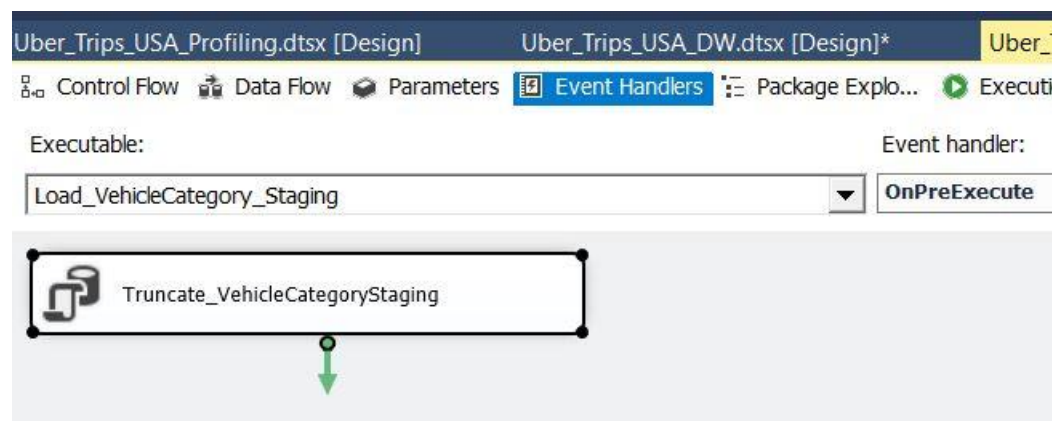 Uber_Trips_USA_Profiling.dtsx [Design] Uber_Trips_USA_DW.dtsx [Design]* Uber_
Control Flow Data Flow Parameters Event Handlers Package Explo... Executi
Executable: Event handler:
Load_VehicleCategory_Staging OnPreExecute
Truncate_VehicleCategoryStaging